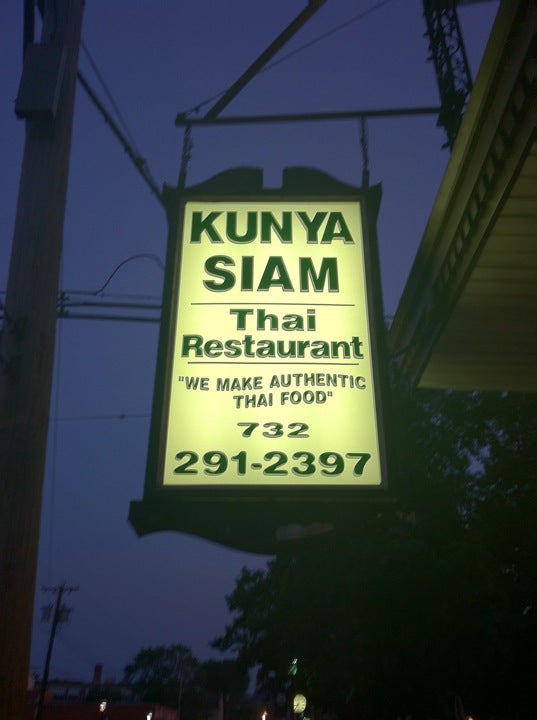 KUNYA
SIAM
Thai
Restaurant
"WE MAKE AUTHENTIC
THAI FOOD"
732
291-2397